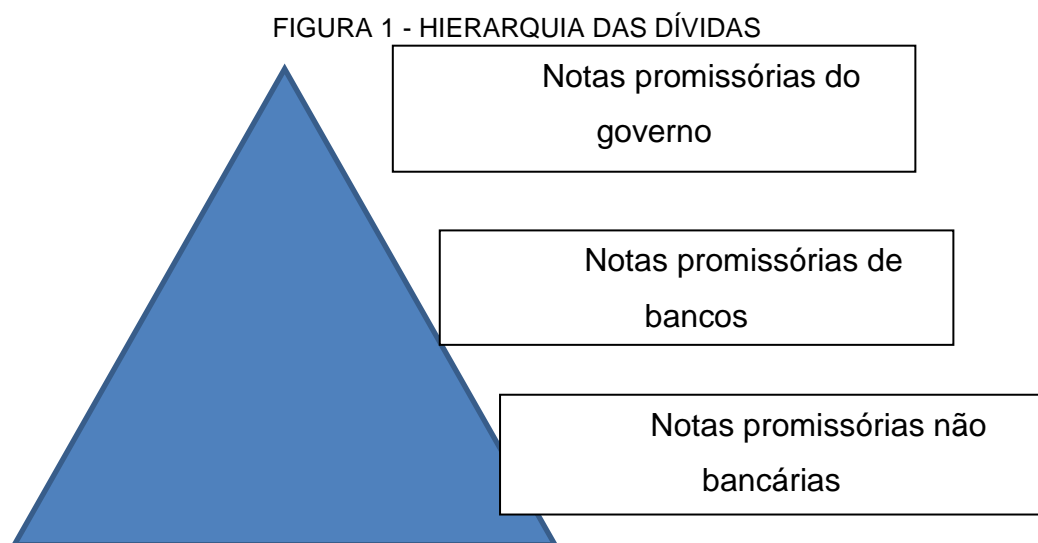 FIGURA 1 - HIERARQUIA DAS DÍVIDAS
Notas promissórias do
governo
Notas promissórias de
bancos
Notas promissórias não
bancárias